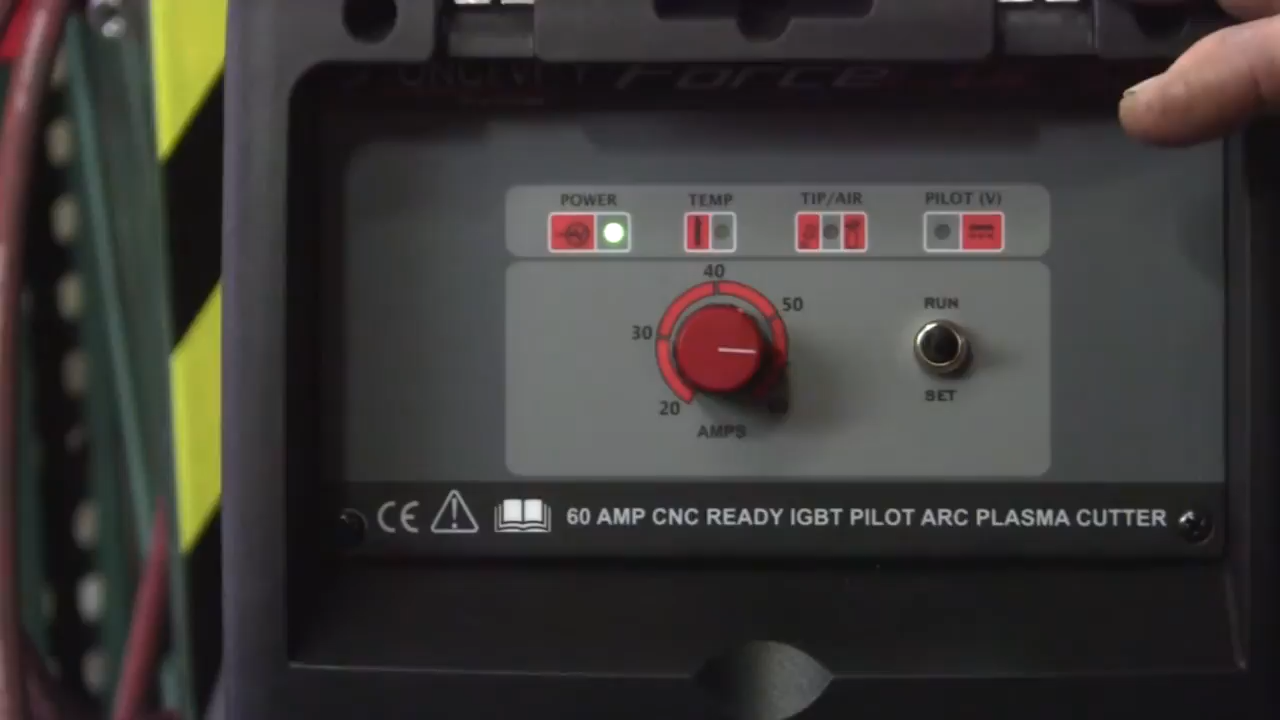 Force
POWER TEMP TIP/AIR PILOT (V)
40
50
30
20
AMPS
RUN
SET
CE 60 AMP CNC READY IGBT PILOT ARC PLASMA CUTTER